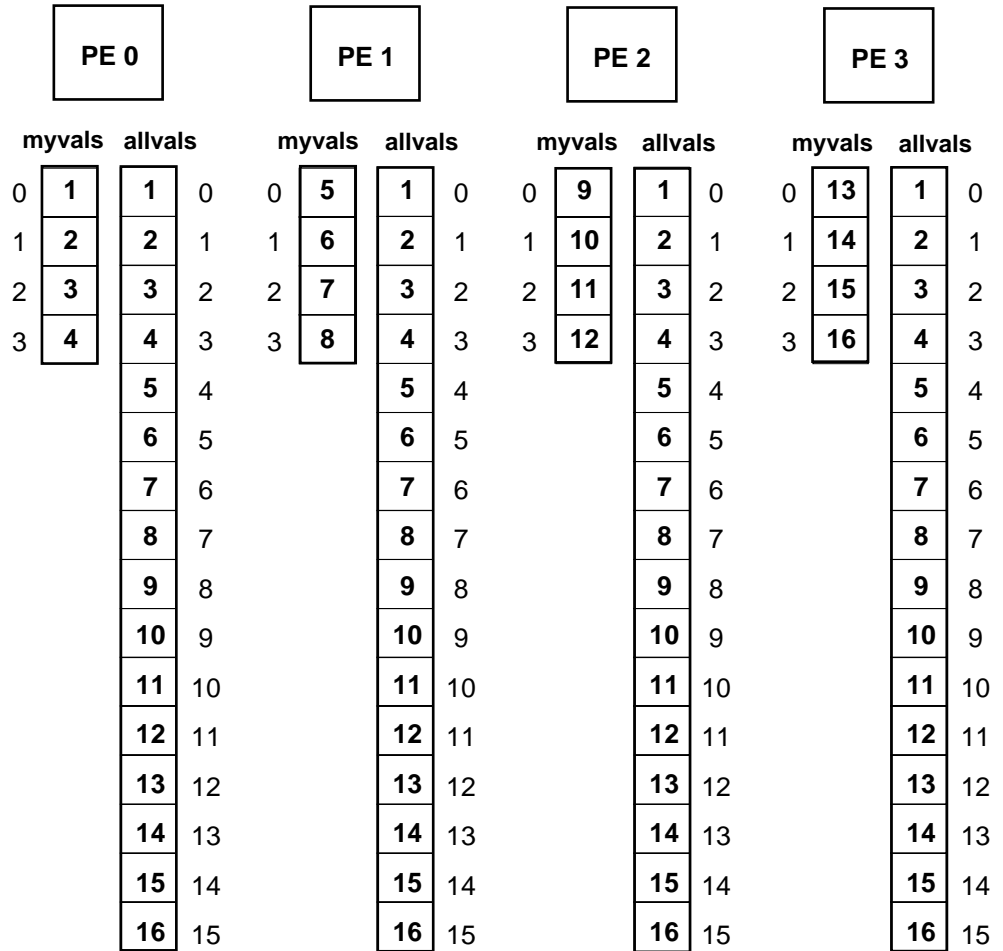 PE 0 PE 1 PE 2 PE 3
myvals allvals myvals allvals myvals allvals myvals allvals
0 1 1 0 0 5 1 0 0 9 1 0 0 13 1 0
1 2 2 1 1 6 2 1 1 10 2 1 1 14 2 1
2 3 3 2 2 7 3 2 2 11 3 2 2 15 3 2
3 4 4 3 3 8 4 3 3 12 4 3 3 16 4 3
5 4 5 4 5 4 5 4
6 5 6 5 6 5 6 5
7 6 7 6 7 6 7 6
8 7 8 7 8 7 8 7
9 8 9 8 9 8 9 8
10 9 10 9 10 9 10 9
11 10 11 10 11 10 11 10
12 11 12 11 12 11 12 11
13 12 13 12 13 12 13 12
14 13 14 13 14 13 14 13
15 14 15 14 15 14 15 14
16 15 16 15 16 15 16 15